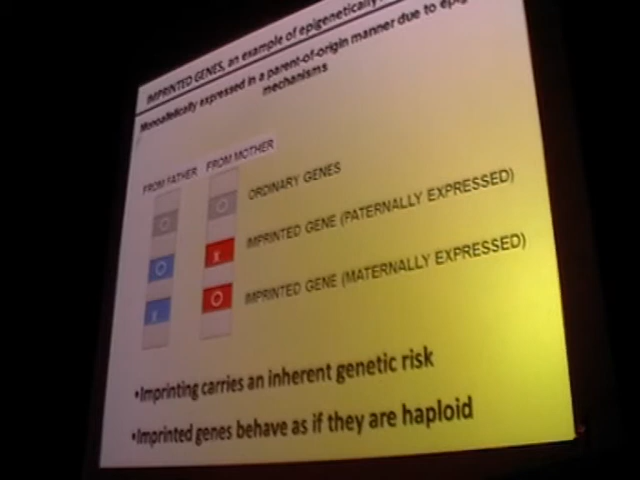 IMPRINTED GENES, an example of epigenetically
Monoallelically expressed in a parent-of-origin manner due to
mechanisms
FROM FATHER FROM MOTHER
O O ORDINARY GENES
O X IMPRINTED GENE (PATERNALLY EXPRESSED)
X O IMPRINTED GENE (MATERNALLY EXPRESSED)
•Imprinting carries an inherent genetic risk
•Imprinted genes behave as if they are haploid